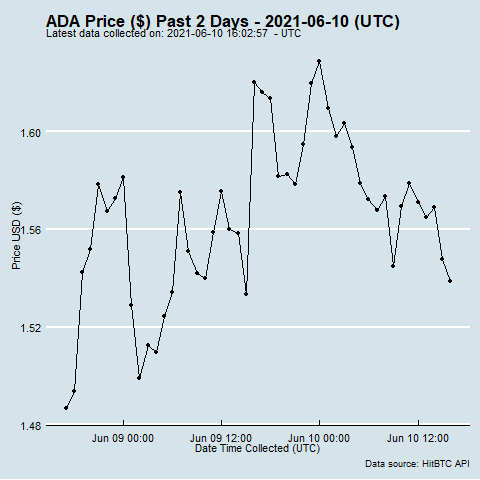 ADA Price ($) Past 2 Days - 2021-06-10 (UTC)
Latest data collected on: 2021-06-10 16:02:57 - UTC
Price USD ($)
1.60
1.56
1.52
1.48
Jun 09 00:00 Jun 09 12:00 Jun 10 00:00 Jun 10 12:00
Date Time Collected (UTC)
Data source: HitBTC API